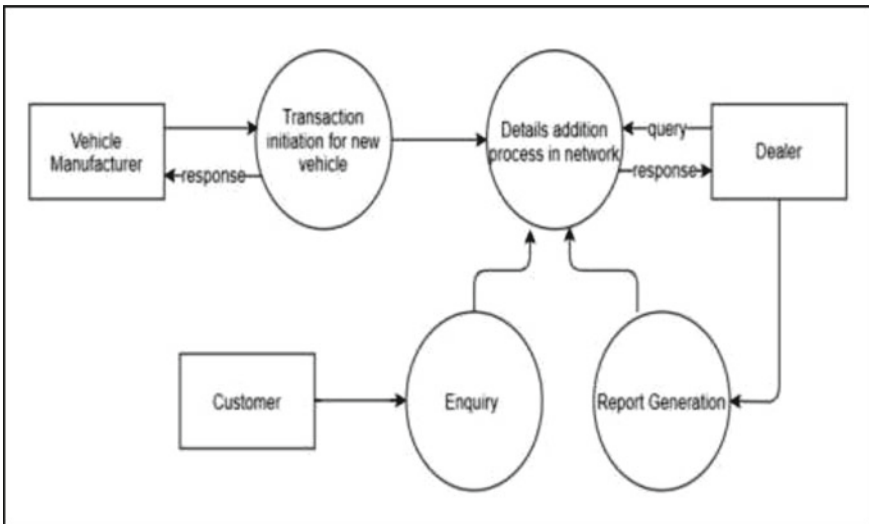 Transaction
initiation for new
vehicle
Vehicle
Manufacturer
response
Details addition
process in network
query
response
Dealer
Customer
Enquiry
Report Generation